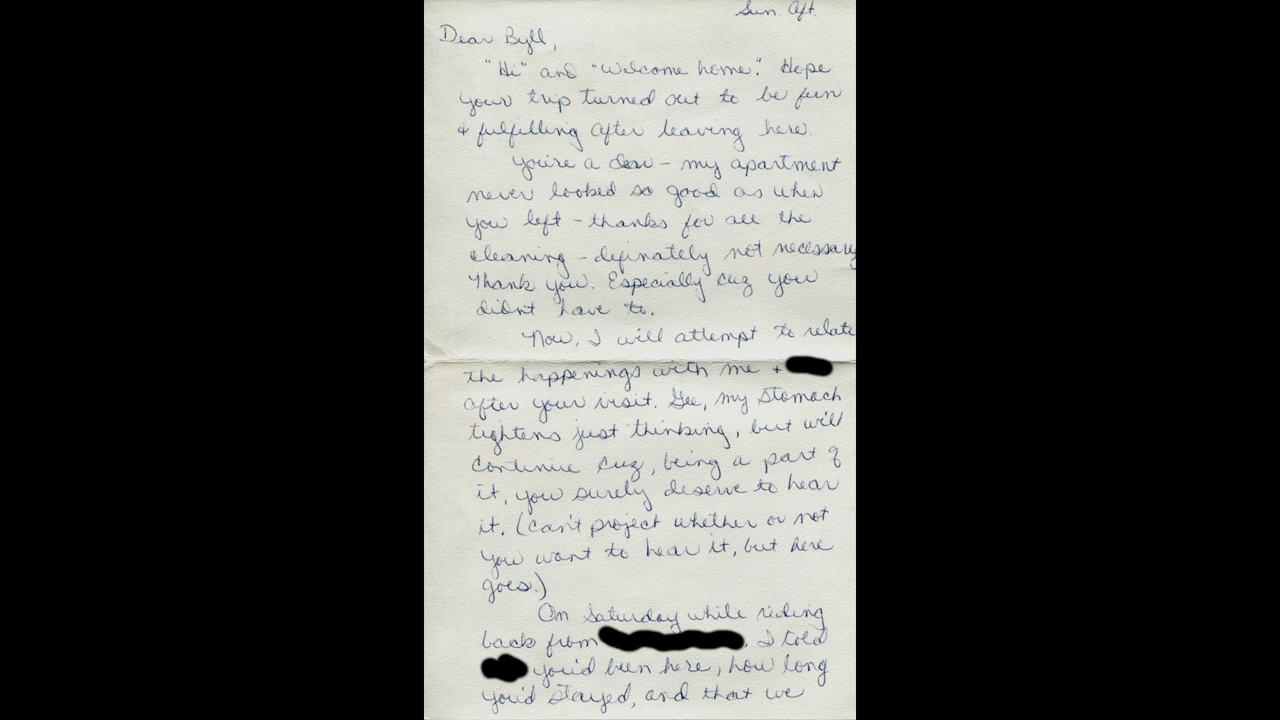 Sun. Aft.
Dear Byll,
"Hi" and "Welcome home". Hope
your trip turned out to be fun
& fulfilling after leaving here.
You're a dear - my apartment
never looked so good as when
you left - thanks for all the
cleaning - definately not necessary
Thank you. Especially cuz you
didn't have to.
Now, I will attempt to relate
the happenings with me +
after your visit. Gee, my stomach
tightens just thinking, but will
continue cuz, being a part of
it, you surely deserve to hear
it. (Can't project whether or not
you want to hear it, but here
goes.)
On Saturday while riding
back from , I told
you'd been here, how long
you'd stayed, and that we